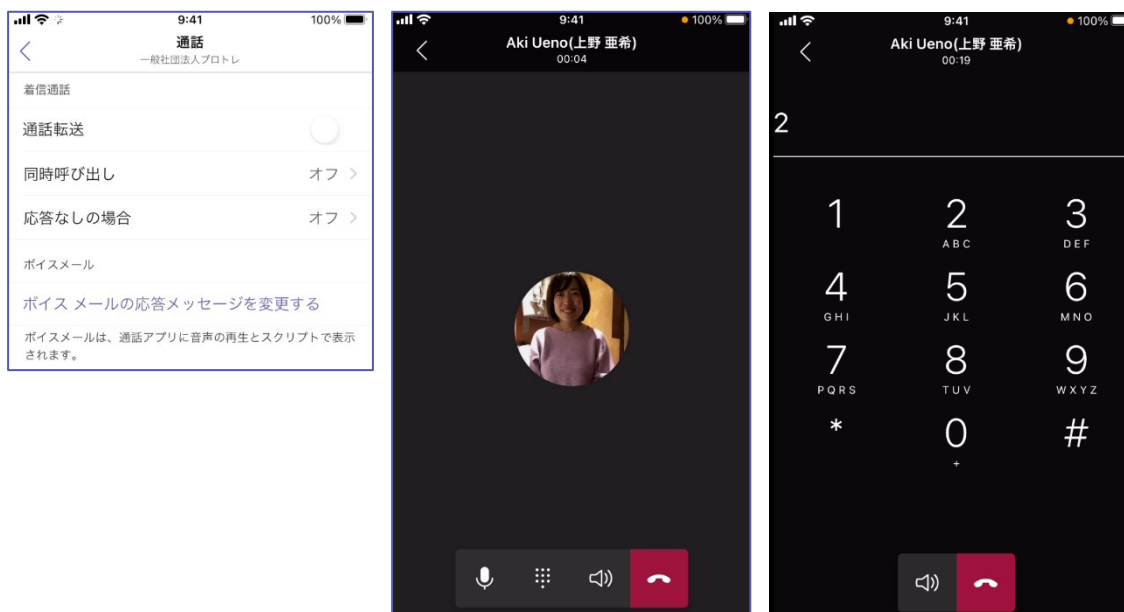 9:41
100%
通話
一般社団法人プロトレ
着信通話
通話転送
同時呼び出し
オフ
応答なしの場合
オフ
ボイスメール
ボイス メールの応答メッセージを変更する
ボイスメールは、通話アプリに音声の再生とスクリプトで表示
されます。
9:41
100%
Aki Ueno(上野 亜希)
00:04
9:41
100%
Aki Ueno(上野 亜希)
00:19
2
1 2 3
ABC DEF
4 5 6
GHI JKL MNO
7 8 9
PQRS TUV WXYZ
* 0 #
+